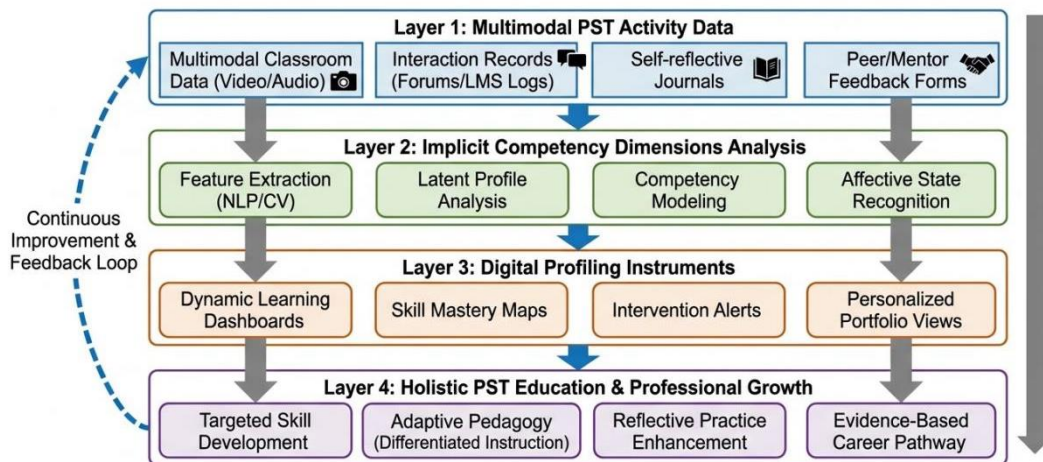 Layer 1: Multimodal PST Activity Data
Multimodal Classroom
Data (Video/Audio)
Interaction Records
(Forums/LMS Logs)
Self-reflective
Journals
Peer/Mentor
Feedback Forms
Layer 2: Implicit Competency Dimensions Analysis
Feature Extraction
(NLP/CV)
Latent Profile
Analysis
Competency
Modeling
Affective State
Recognition
Continuous
Improvement &
Feedback Loop
Layer 3: Digital Profiling Instruments
Dynamic Learning
Dashboards
Skill Mastery Maps
Intervention Alerts
Personalized
Portfolio Views
Layer 4: Holistic PST Education & Professional Growth
Targeted Skill
Development
Adaptive Pedagogy
(Differentiated Instruction)
Reflective Practice
Enhancement
Evidence-Based
Career Pathway